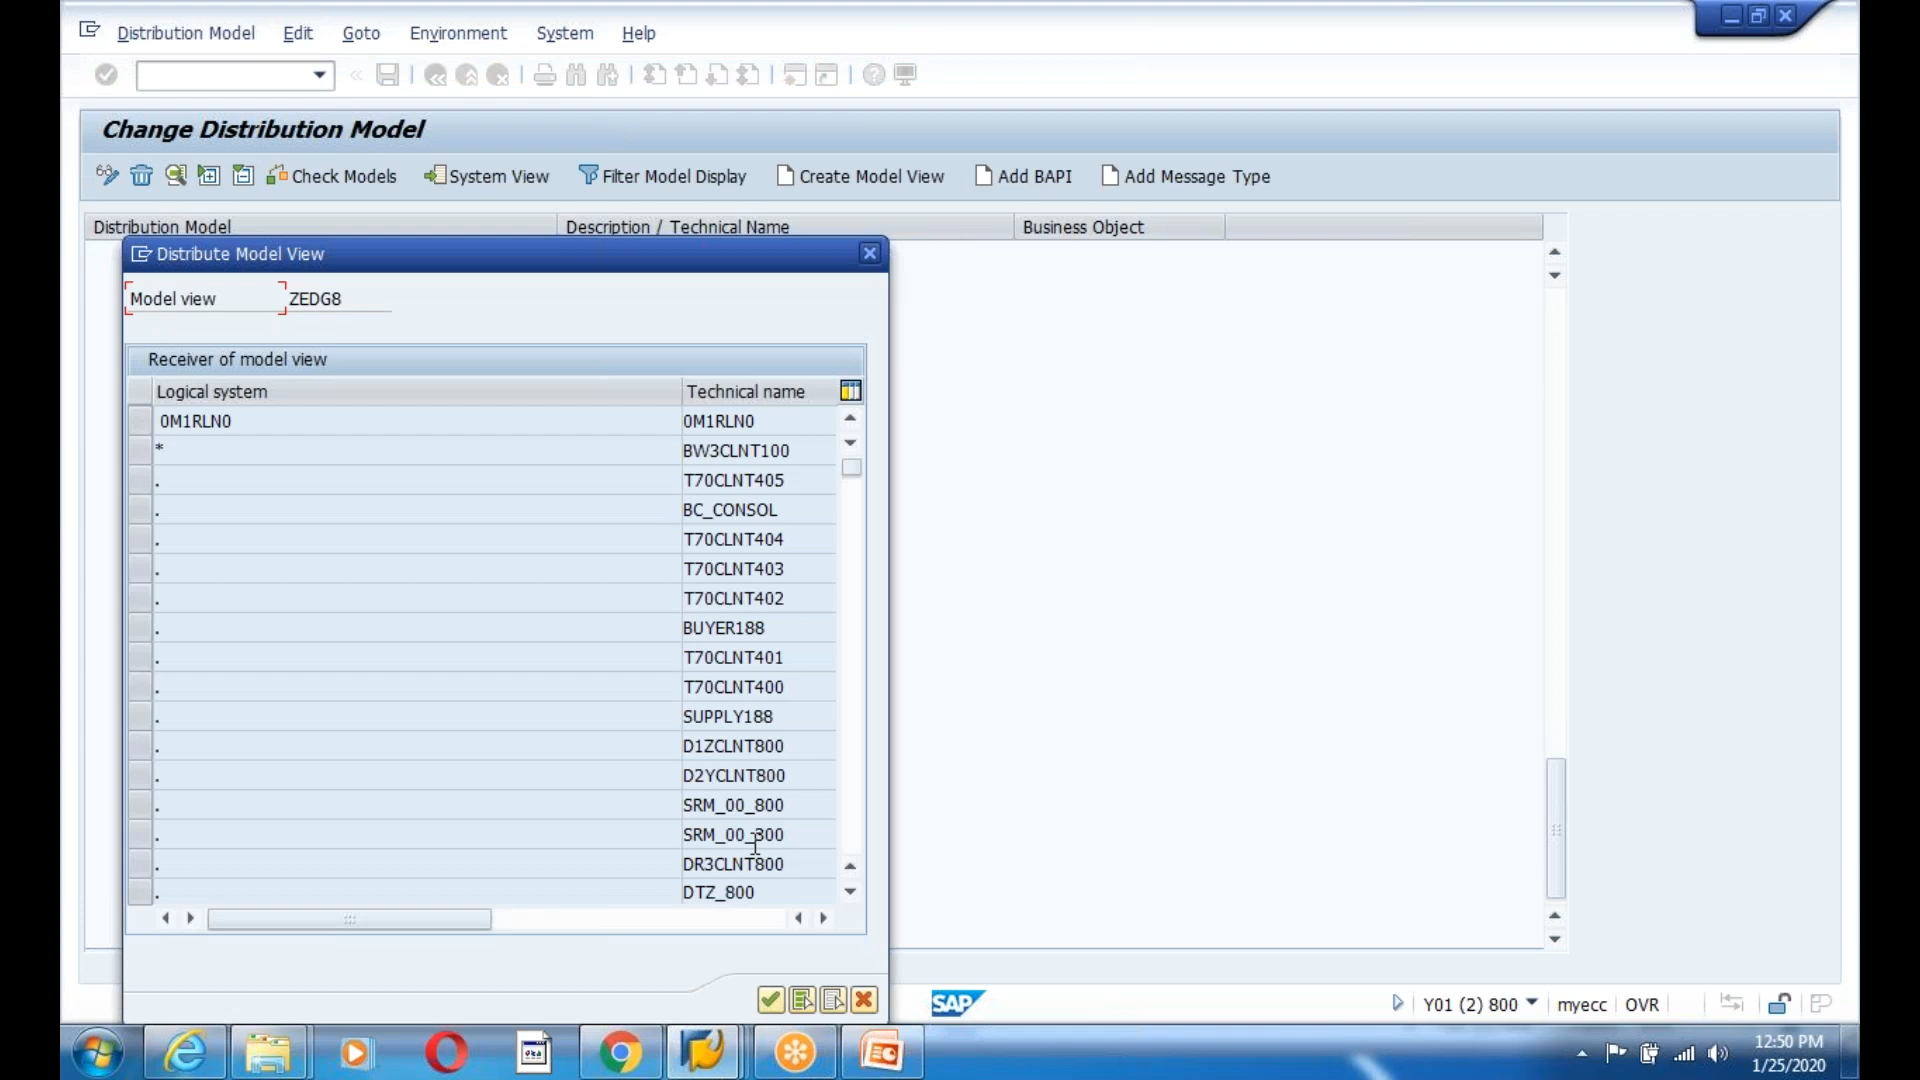 Distribution Model Edit Goto Environment System Help
Change Distribution Model
Check Models System View Filter Model Display Create Model View Add BAPI Add Message Type
Distribution Model Description / Technical Name Business Object
Distribute Model View
Model view ZEDG8
Receiver of model view
Logical system Technical name
0M1RLN0 0M1RLN0
* BW3CLNT100
. T70CLNT405
. BC_CONSOL
. T70CLNT404
. T70CLNT403
. T70CLNT402
. BUYER188
. T70CLNT401
. T70CLNT400
. SUPPLY188
. D1ZCLNT800
. D2YCLNT800
. SRM_00_800
. SRM_00_300
. DR3CLNT800
. DTZ_800
SAP Y01 (2) 800 myecc OVR
12:50 PM
1/25/2020